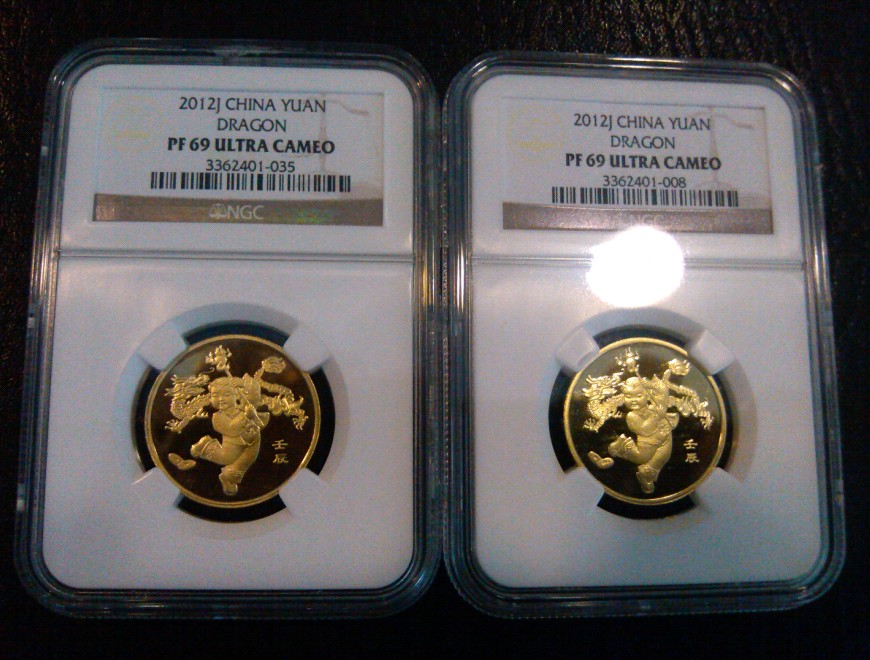 2012J CHINA YUAN
DRAGON
PF 69 ULTRA CAMEO
3362401-035
NGC
壬
辰
2012J CHINA YUAN
DRAGON
PF 69 ULTRA CAMEO
3362401-008
NGC
壬
辰